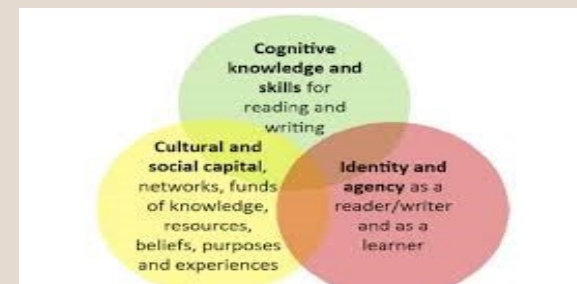 Cognitive
knowledge and
skills for
reading and
writing
Cultural and
social capital,
networks, funds
of knowledge,
resources,
beliefs, purposes
and experiences
Identity and
agency as a
reader/writer
and as a
learner